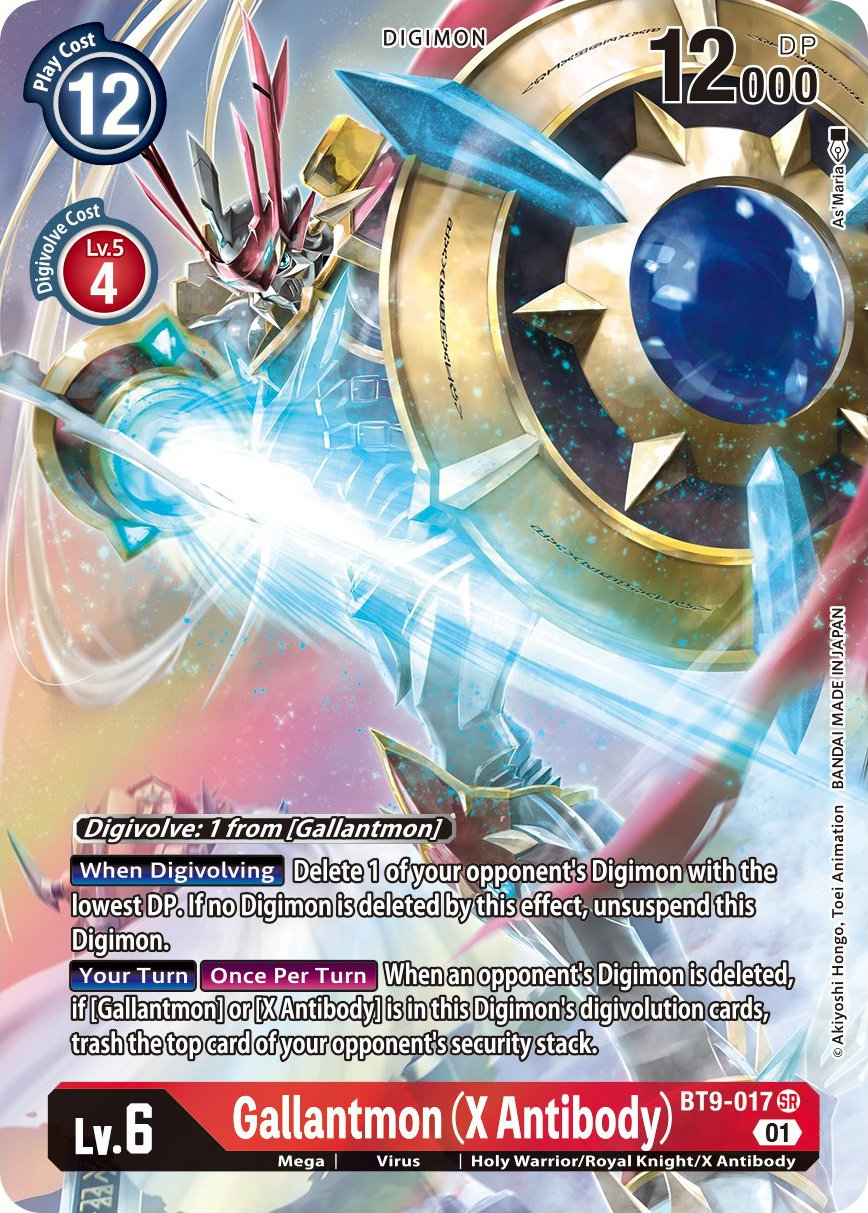 Play Cost
12
DIGIMON
DP
12000
Digivolve Cost
Lv.5
4
As'Maria
BANDAI MADE IN JAPAN
©Akiyoshi Hongo, Toei Animation
Digivolve: 1 from [Gallantmon]
When Digivolving Delete 1 of your opponent's Digimon with the
lowest DP. If no Digimon is deleted by this effect, unsuspend this
Digimon.
Your Turn Once Per Turn When an opponent's Digimon is deleted,
if [Gallantmon] or [X Antibody] is in this Digimon's digivolution cards,
trash the top card of your opponent's security stack.
Lv.6
Gallantmon (X Antibody)
BT9-017 SR
01
Mega | Virus | Holy Warrior/Royal Knight/X Antibody